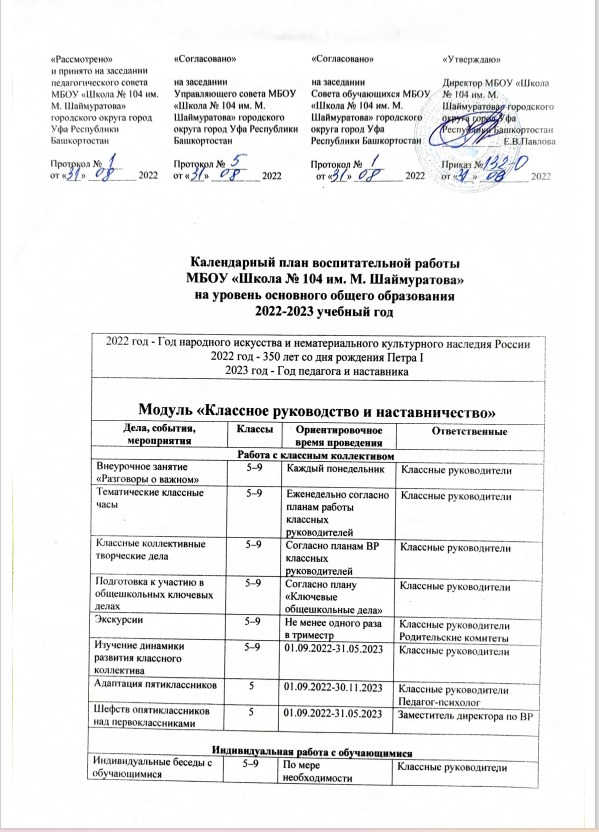 «Рассмотрено»
и принято на заседании
педагогического совета
МБОУ «Школа № 104 им.
М. Шаймуратова»
городского округа город
Уфа Республики
Башкортостан
Протокол № 1
от «31» 08 2022
«Согласовано»
на заседании
Управляющего совета МБОУ
«Школа № 104 им. М.
Шаймуратова» городского
округа город Уфа Республики
Башкортостан
Протокол № 5
от «31» 08 2022
«Согласовано»
на заседании
Совета обучающихся МБОУ
«Школа № 104 им. М.
Шаймуратова» городского
округа город Уфа
Республики Башкортостан
Протокол № 1
от «31» 08 2022
«Утверждаю»
Директор МБОУ «Школа
№ 104 им. М.
Шаймуратова» городского
округа город Уфа
Республики Башкортостан
Е.В.Павлова
Приказ № 132-О
от «31» 08 2022
Календарный план воспитательной работы
МБОУ «Школа № 104 им. М. Шаймуратова»
на уровень основного общего образования
2022-2023 учебный год
2022 год - Год народного искусства и нематериального культурного наследия России
2022 год - 350 лет со дня рождения Петра I
2023 год - Год педагога и наставника
Модуль «Классное руководство и наставничество»
Дела, события, мероприятия Классы Ориентировочное время проведения Ответственные
Работа с классным коллективом
Внеурочное занятие 5–9 Каждый понедельник Классные руководители
«Разговоры о важном»
Тематические классные 5–9 Еженедельно согласно Классные руководители
часы планам работы
классных
руководителей
Классные коллективные 5–9 Согласно планам ВР Классные руководители
творческие дела классных
руководителей
Подготовка к участию в 5–9 Согласно плану Классные руководители
общешкольных ключевых «Ключевые
делах общешкольные дела»
Экскурсии 5–9 Не менее одного раза Классные руководители
в триместр Родительские комитеты
Изучение динамики 5–9 01.09.2022-31.05.2023 Классные руководители
развития классного
коллектива
Адаптация пятиклассников 5 01.09.2022-30.11.2023 Классные руководители
Педагог-психолог
Шефств опятиклассников 5 01.09.2022-31.05.2023 Заместитель директора по ВР
над первоклассниками
Индивидуальная работа с обучающимися
Индивидуальные беседы с 5–9 По мере Классные руководители
обучающимися необходимости